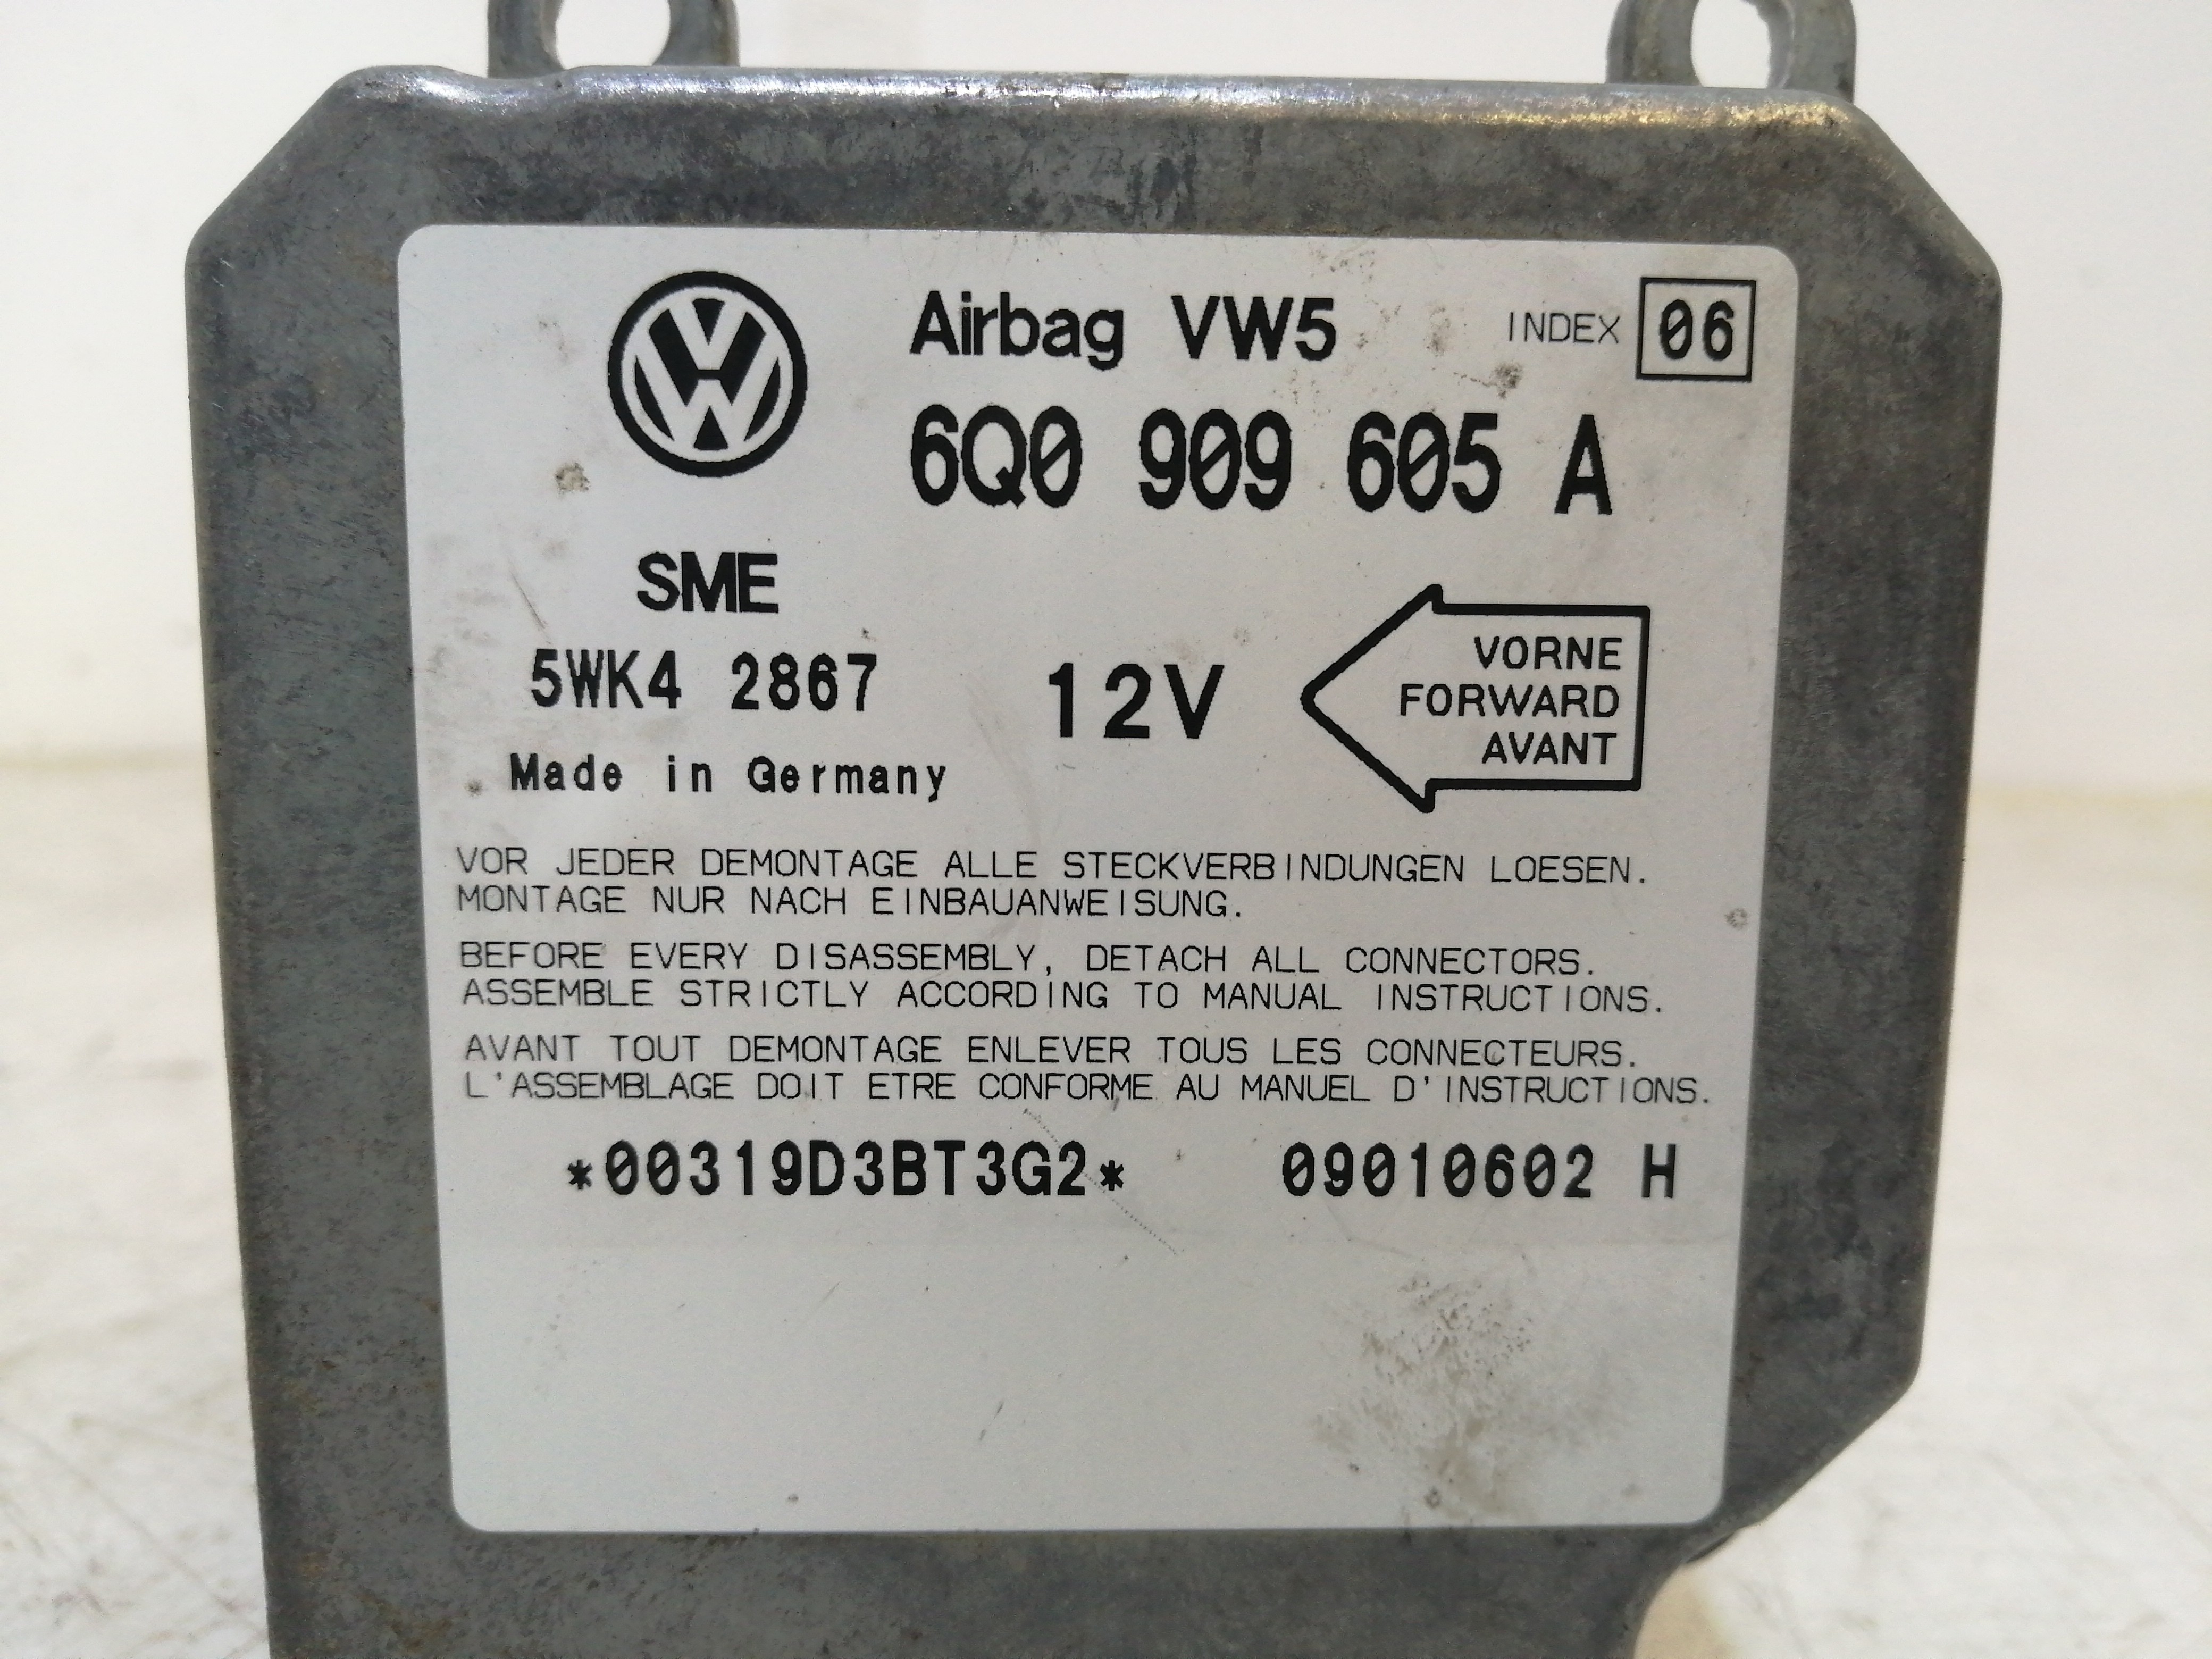 Airbag VW5 INDEX 06
6Q0 909 605 A
SME
5WK4 2867 12V
VORNE
FORWARD
AVANT
Made in Germany
VOR JEDER DEMONTAGE ALLE STECKVERBINDUNGEN LOESEN.
MONTAGE NUR NACH EINBAUANWEISUNG.
BEFORE EVERY DISASSEMBLY, DETACH ALL CONNECTORS.
ASSEMBLE STRICTLY ACCORDING TO MANUAL INSTRUCTIONS.
AVANT TOUT DEMONTAGE ENLEVER TOUS LES CONNECTEURS.
L'ASSEMBLAGE DOIT ETRE CONFORME AU MANUEL D'INSTRUCTIONS.
*00319D3BT3G2* 09010602 H